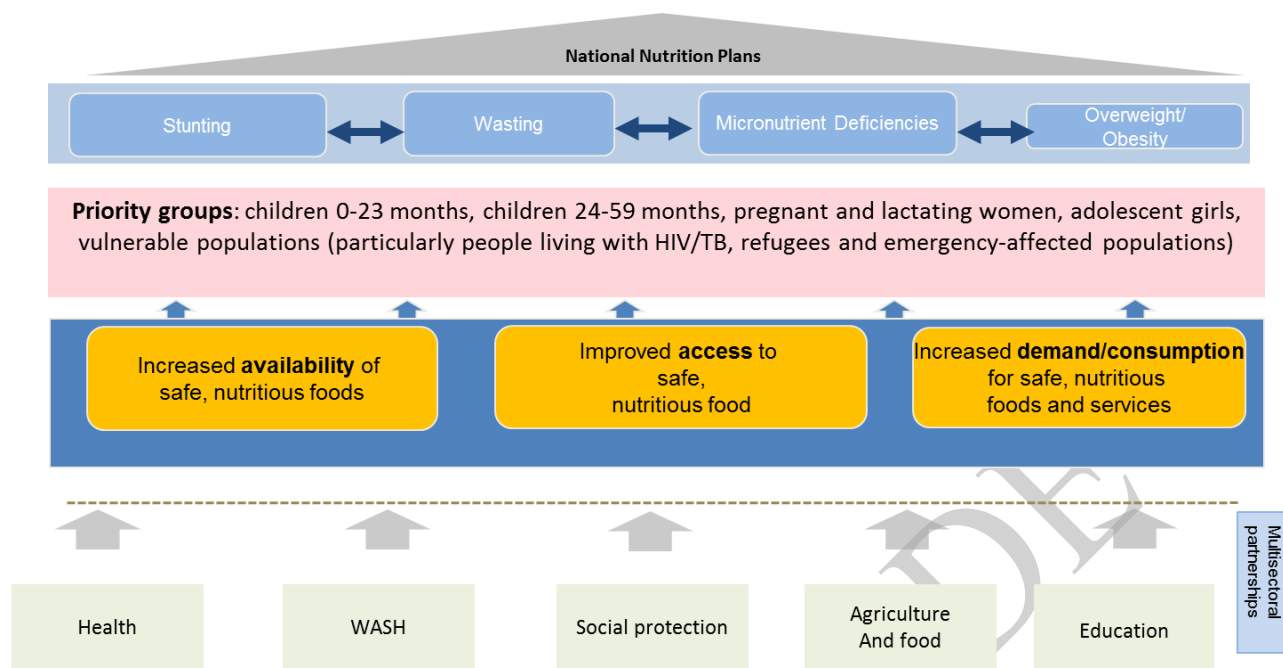 National Nutrition Plans
Stunting
Wasting
Micronutrient Deficiencies
Overweight/
Obesity
Priority groups: children 0-23 months, children 24-59 months, pregnant and lactating women, adolescent girls,
vulnerable populations (particularly people living with HIV/TB, refugees and emergency-affected populations)
Increased availability of
safe, nutritious foods
Improved access to
safe,
nutritious food
Increased demand/consumption
for safe, nutritious
foods and services
Health
WASH
Social protection
Agriculture
And food
Education
Multisectoral
partnerships